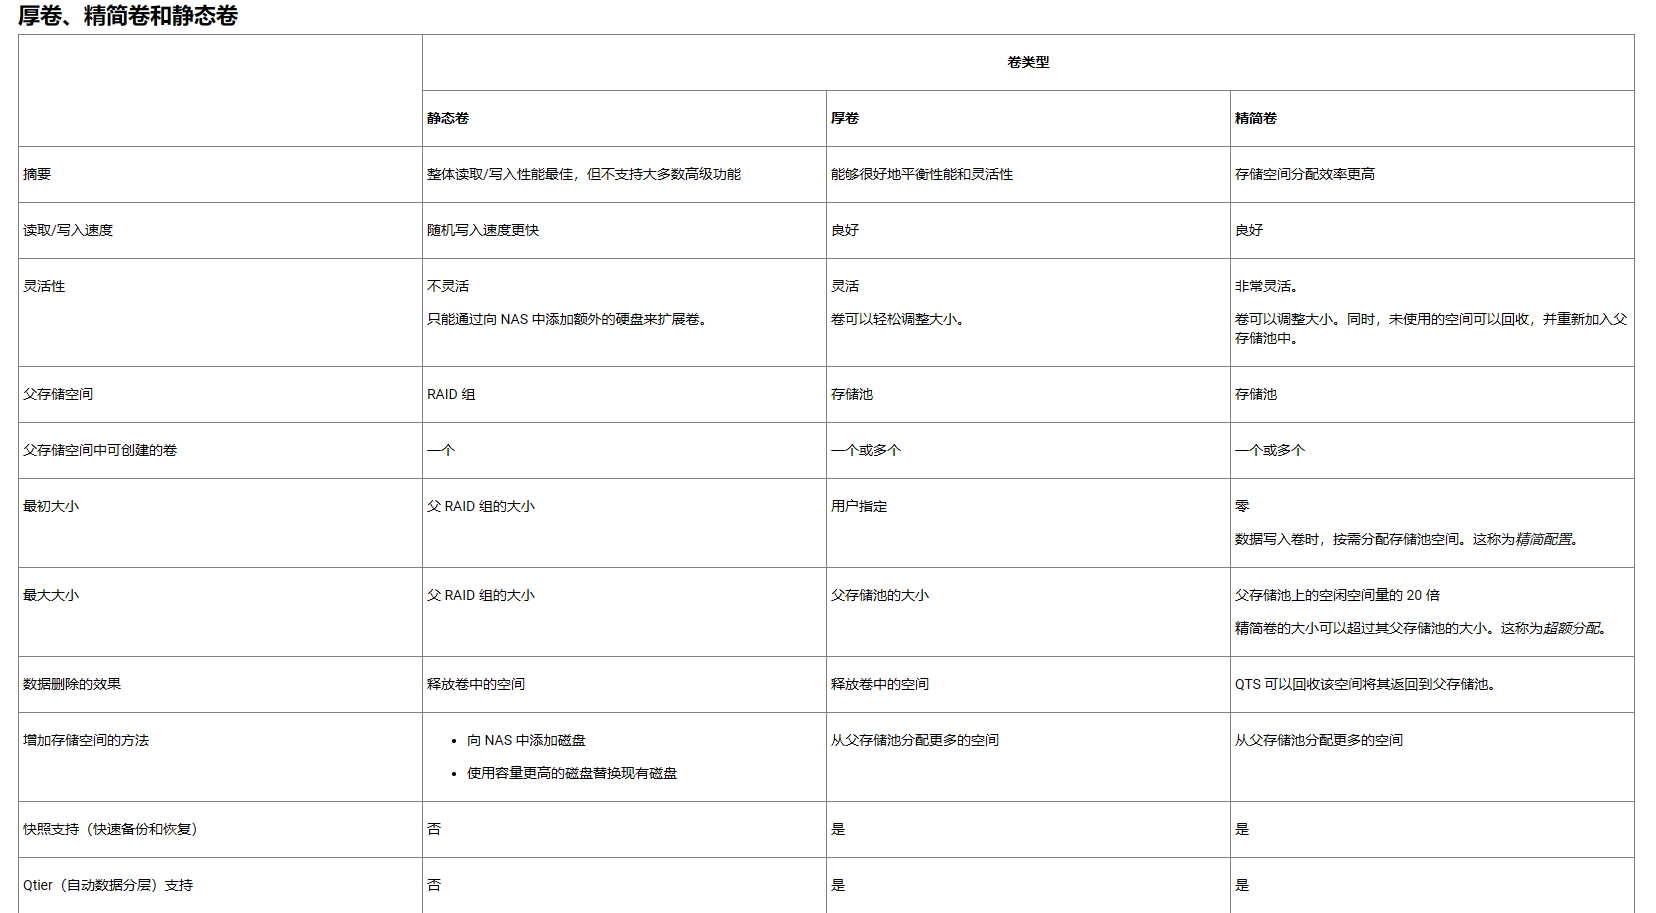 厚卷、精简卷和静态卷
卷类型
静态卷 厚卷 精简卷
摘要 整体读取/写入性能最佳，但不支持大多数高级功能 能够很好地平衡性能和灵活性 存储空间分配效率更高
读取/写入速度 随机写入速度更快 良好 良好
灵活性 不灵活 灵活 非常灵活。
只能通过向 NAS 中添加额外的硬盘来扩展卷。 卷可以轻松调整大小。 卷可以调整大小。同时，未使用的空间可以回收，并重新加入父
存储池中。
父存储空间 RAID 组 存储池 存储池
父存储空间中可创建的卷 一个 一个或多个 一个或多个
最初大小 父 RAID 组的大小 用户指定 零
数据写入卷时，按需分配存储池空间。这称为精简配置。
最大大小 父 RAID 组的大小 父存储池的大小 父存储池上的空闲空间量的 20 倍
精简卷的大小可以超过其父存储池的大小。这称为超额分配。
数据删除的效果 释放卷中的空间 释放卷中的空间 QTS 可以回收该空间将其返回到父存储池。
增加存储空间的方法 • 向 NAS 中添加磁盘 从父存储池分配更多的空间 从父存储池分配更多的空间
• 使用容量更高的磁盘替换现有磁盘
快照支持（快速备份和恢复） 否 是 是
Qtier（自动数据分层）支持 否 是 是